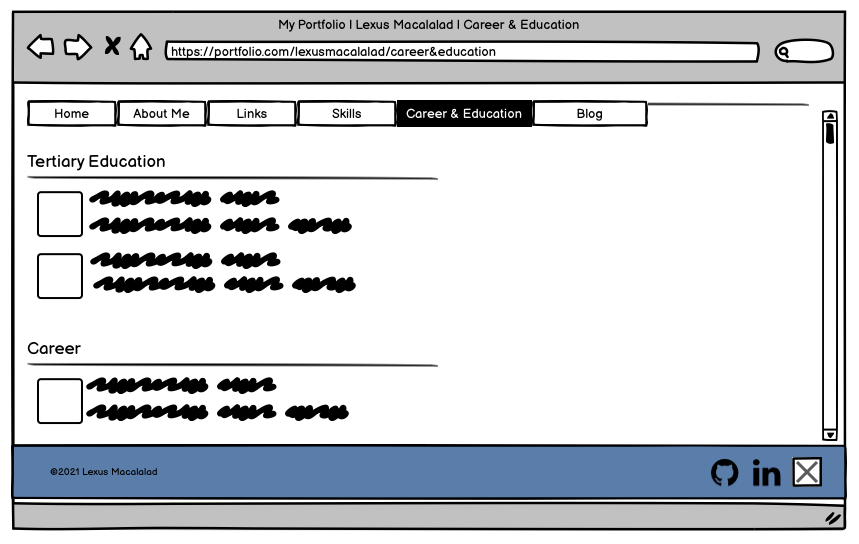 My Portfolio | Lexus Macalalad | Career & Education
https://portfolio.com/lexusmacalalad/career&education
Home About Me Links Skills Career & Education Blog
Tertiary Education
Career
©2021 Lexus Macalalad
in